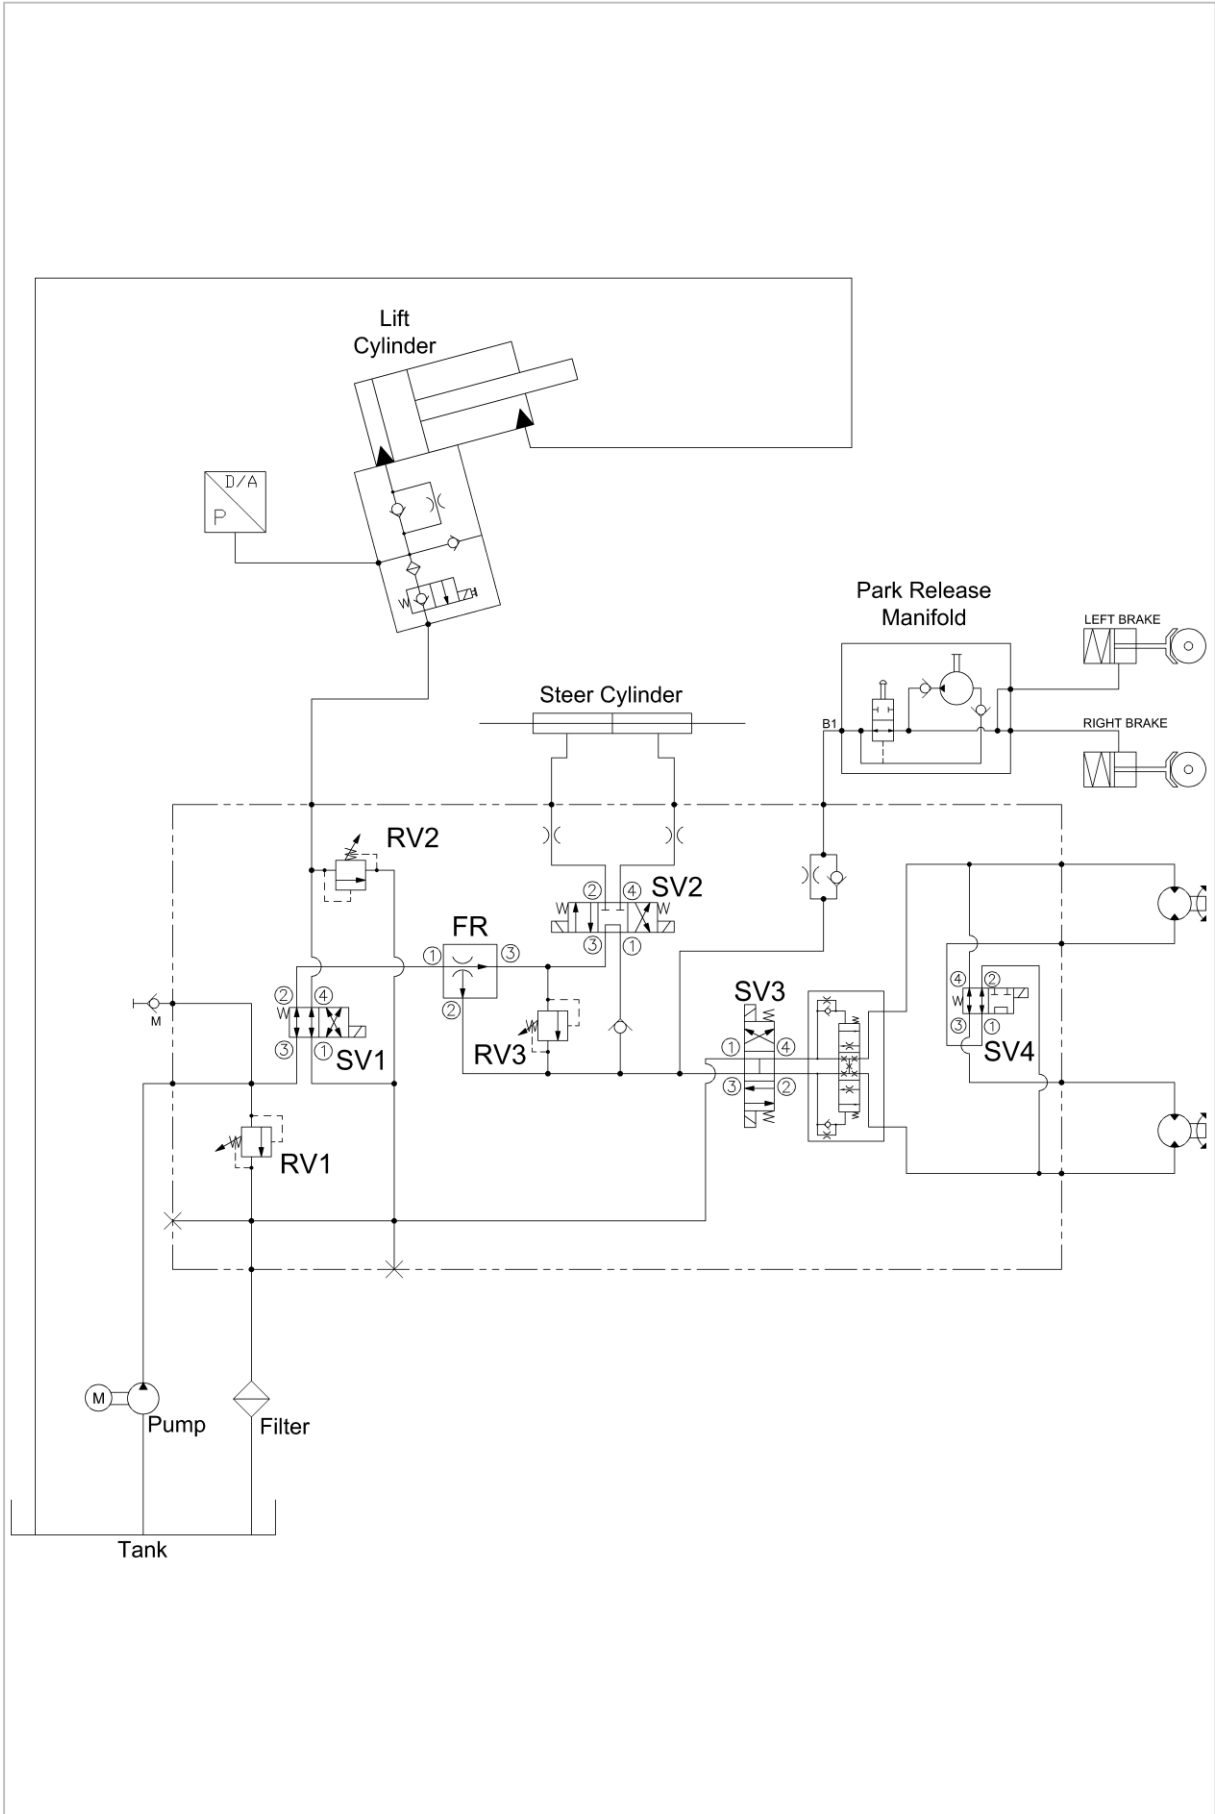 Lift
Cylinder
D/A
P
Park Release
Manifold
LEFT BRAKE
Steer Cylinder
B1
RIGHT BRAKE
RV2
2
4
SV2
FR
1
3
3
1
2
SV3
4
2
2
4
M
1
4
3
1
SV4
3
1
SV1
RV3
3
2
RV1
M
Pump
Filter
Tank